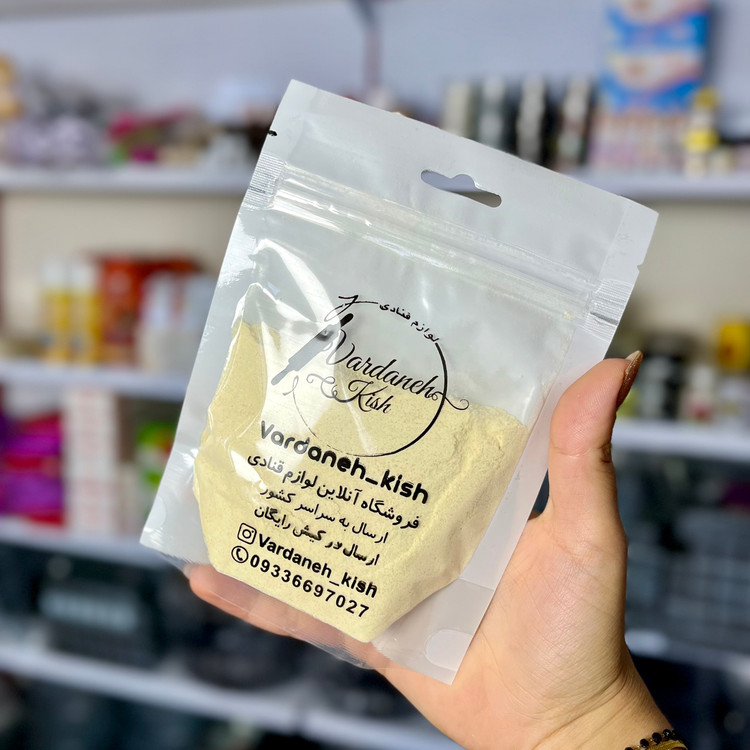 لوازم قنادی
Vardaneh
Kish
Vardaneh_kish
فروشگاه آنلاین لوازم قنادی
ارسال به سراسر کشور
ارسال در کیش رایگان
Vardaneh_kish
09336697027